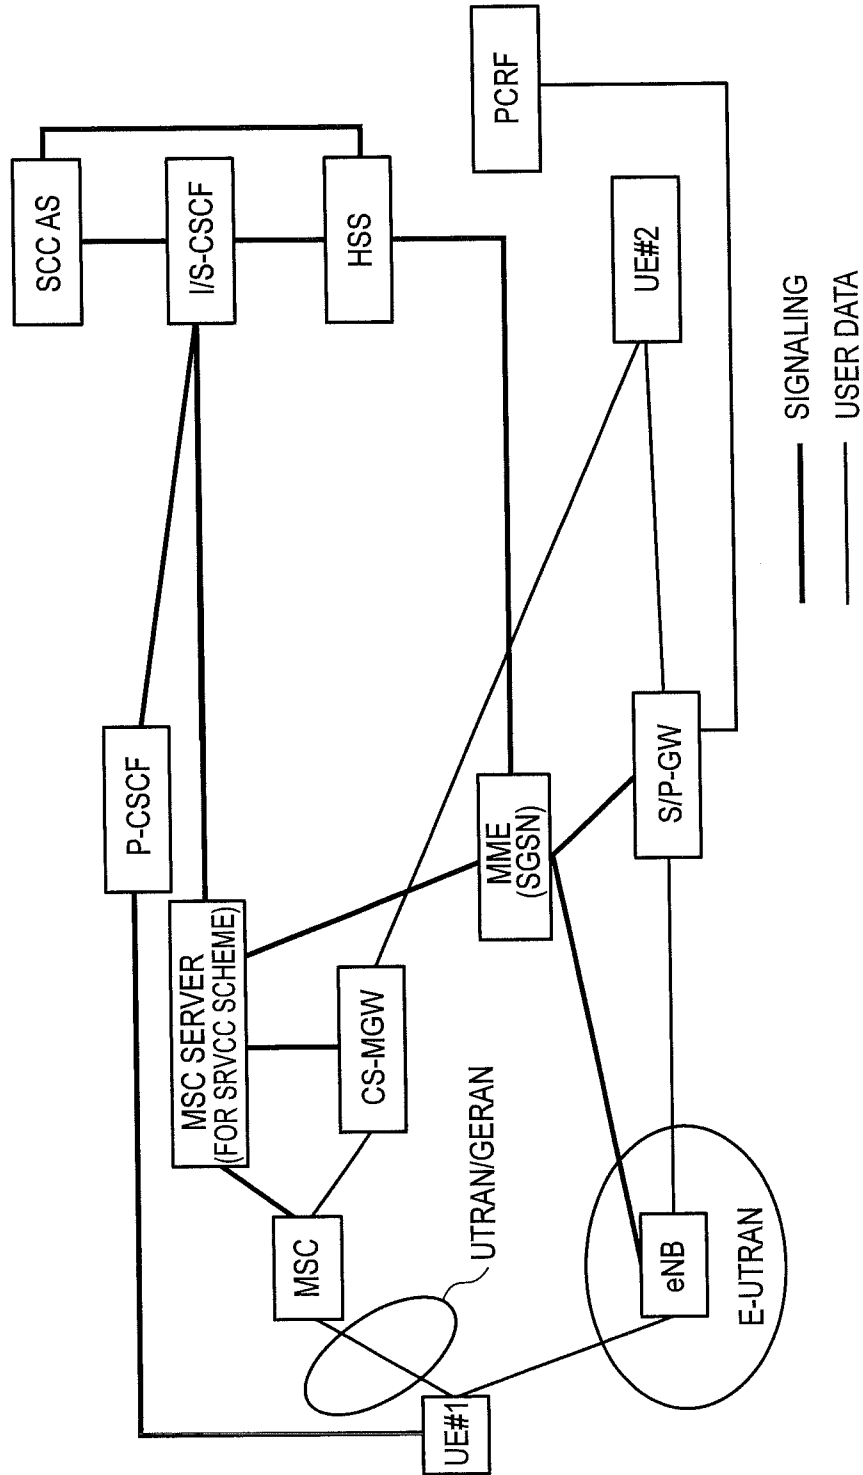 SCC AS
I/S-CSCF
HSS
PCRF
P-CSCF
UE#2
MSC SERVER
(FOR SRVCC SCHEME)
CS-MGW
MME
(SGSN)
S/P-GW
MSC
UTRAN/GERAN
UE#1
eNB
E-UTRAN
SIGNALING
USER DATA